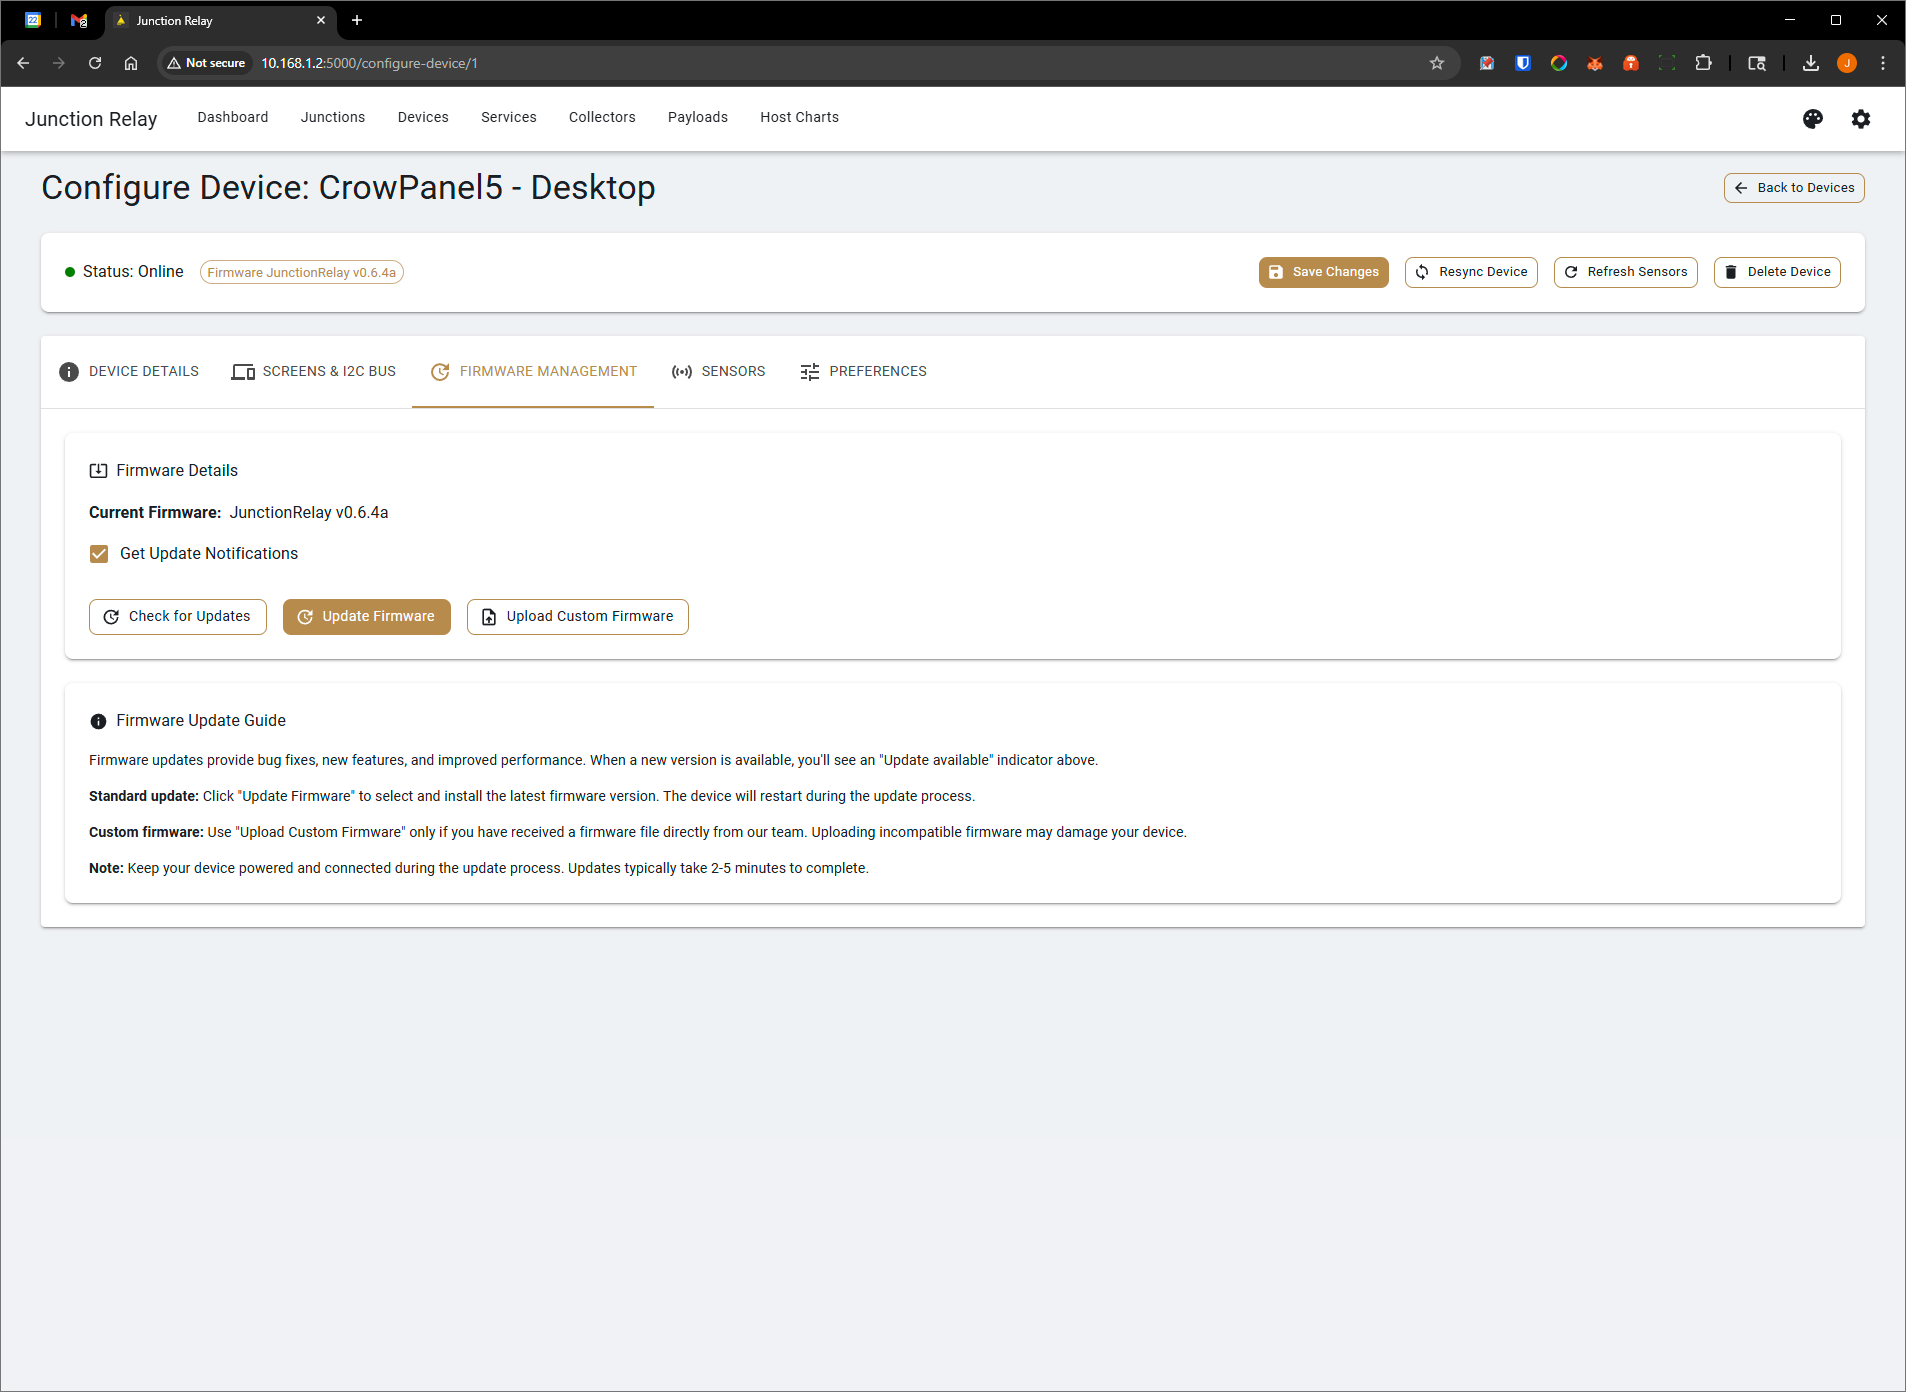 22
2
Junction Relay
Not secure
10.168.1.2:5000/configure-device/1
J
Junction Relay
Dashboard
Junctions
Devices
Services
Collectors
Payloads
Host Charts
Configure Device: CrowPanel5 - Desktop
Back to Devices
Status: Online
Firmware JunctionRelay v0.6.4a
Save Changes
Resync Device
Refresh Sensors
Delete Device
DEVICE DETAILS
SCREENS & I2C BUS
FIRMWARE MANAGEMENT
SENSORS
PREFERENCES
Firmware Details
Current Firmware: JunctionRelay v0.6.4a
Get Update Notifications
Check for Updates
Update Firmware
Upload Custom Firmware
Firmware Update Guide
Firmware updates provide bug fixes, new features, and improved performance. When a new version is available, you'll see an "Update available" indicator above.
Standard update: Click "Update Firmware" to select and install the latest firmware version. The device will restart during the update process.
Custom firmware: Use "Upload Custom Firmware" only if you have received a firmware file directly from our team. Uploading incompatible firmware may damage your device.
Note: Keep your device powered and connected during the update process. Updates typically take 2-5 minutes to complete.